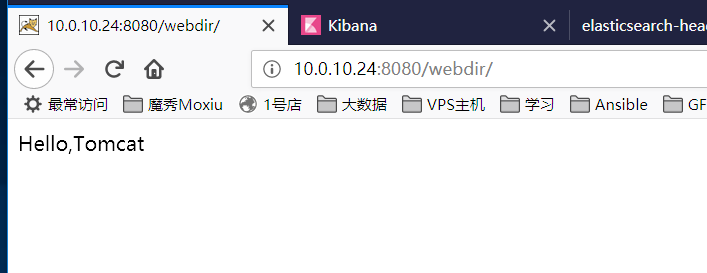 10.0.10.24:8080/webdir/ Kibana elasticsearch-hea
10.0.10.24:8080/webdir/
最常访问 魔秀Moxiu 1号店 大数据 VPS主机 学习 Ansible GF
Hello,Tomcat